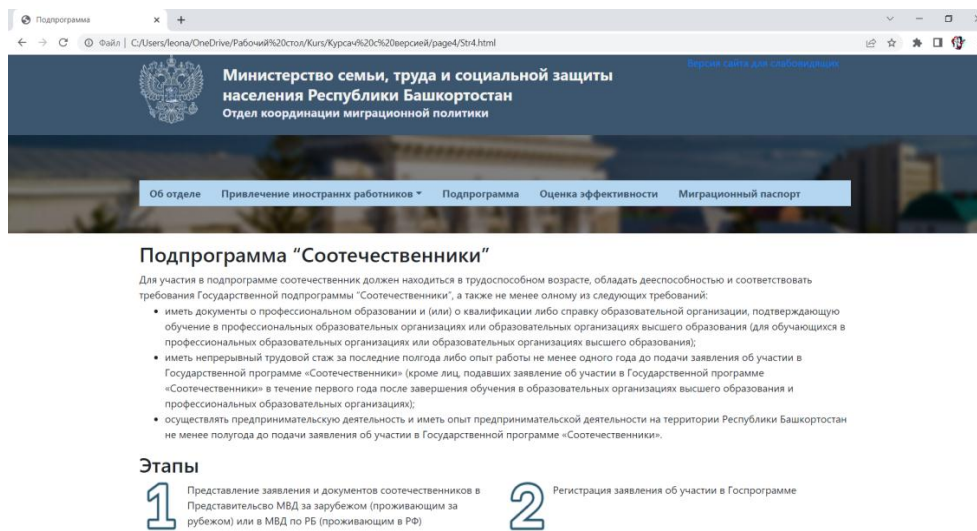 Подпрограмма
Файл | C:/Users/leona/OneDrive/Рабочий%20стол/Kurs/Курсач%20с%20версией/page4/Str4.html
Версия сайта для слабовидящих
Министерство семьи, труда и социальной защиты
населения Республики Башкортостан
Отдел координации миграционной
политики
Об отделе Привлечение иностраннх работников Подпрограмма Оценка эффективности Миграционный паспорт
Подпрограмма “Соотечественники”
Для участия в подпрограмме соотечественник должен находиться в трудоспособном возрасте, обладать дееспособностью и соответствовать
требования Государственной подпрограммы "Соотечественники", а также не менее олному из следующих требований:
• иметь документы о профессиональном образовании и (или) о квалификации либо справку образовательной организации, подтверждающую
обучение в профессиональных образовательных организациях или образовательных организациях высшего образования (для обучающихся в
профессиональных образовательных организациях или образовательных организациях высшего образования);
• иметь непрерывный трудовой стаж за последние полгода либо опыт работы не менее одного года до подачи заявления об участии в
Государственной программе «Соотечественники» (кроме лиц, подавших заявление об участии в Государственной программе
«Соотечественники» в течение первого года после завершения обучения в образовательных организациях высшего образования и
профессиональных образовательных организациях);
• осуществлять предпринимательскую деятельность и иметь опыт предпринимательской деятельности на территории Республики Башкортостан
не менее полугода до подачи заявления об участии в Государственной программе «Соотечественники».
Этапы
1
Представление заявления и документов соотечественников в
Представительсво МВД за зарубежом (проживающим за
рубежом) или в МВД по РБ (проживающим в РФ)
2
Регистрация заявления об участии в Госпрограмме